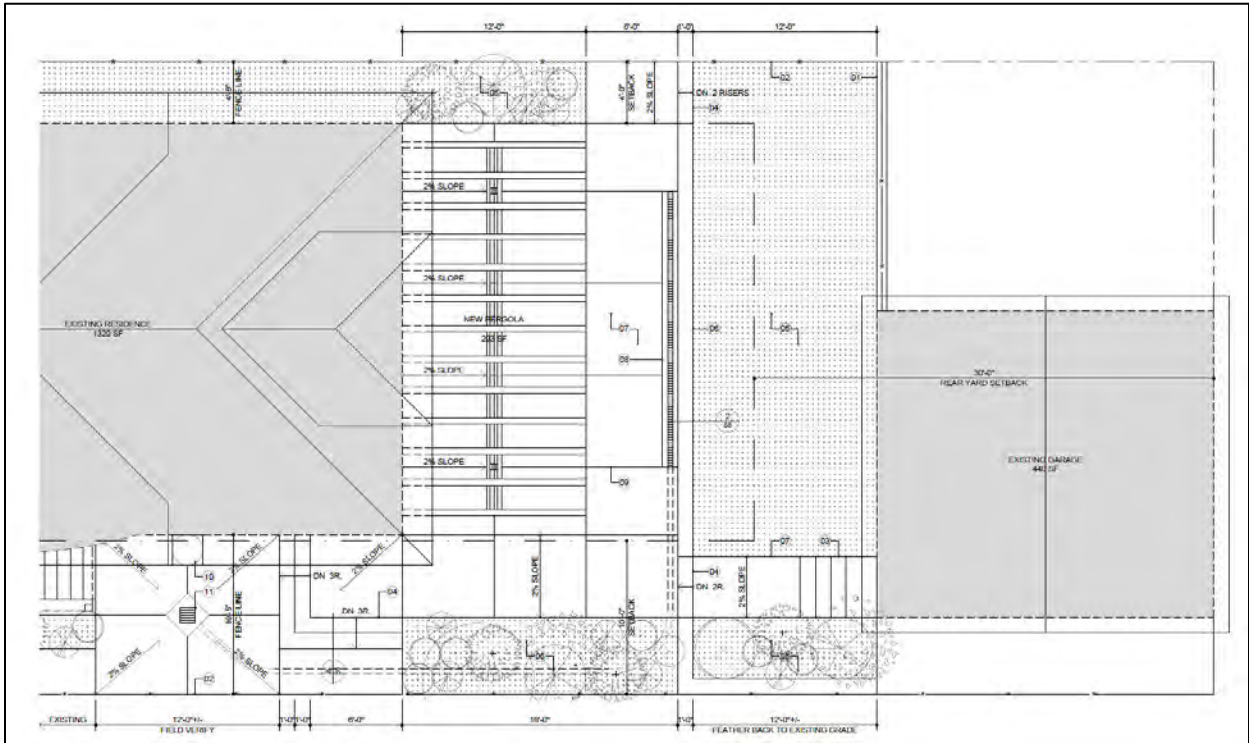 12'-0"
6'-0"
1'-0"
12'-0"
4'-9"
FENCE LINE
05
4'-9"
SETBACK
2% SLOPE
02
01
DN 2 RISERS
04
2% SLOPE
2% SLOPE
EXISTING RESIDENCE
1320 SF
NEW PERGOLA
07
06
08
2% SLOPE
30'-0"
REAR YARD SETBACK
2% SLOPE
EXISTING GARAGE
440 SF
09
07
03
2% SLOPE
2% SLOPE
10
DN 3R.
11
FENCE LINE
04
DN 3R.
2% SLOPE
10'-0"
SETBACK
04
DN 2R.
2% SLOPE
2% SLOPE
2% SLOPE
02
EXISTING
12'-0"+/-
FIELD VERIFY
1'-0"
1'-0"
6'-0"
18'-0"
1'-0"
12'-0"+/-
FEATHER BACK TO EXISTING GRADE